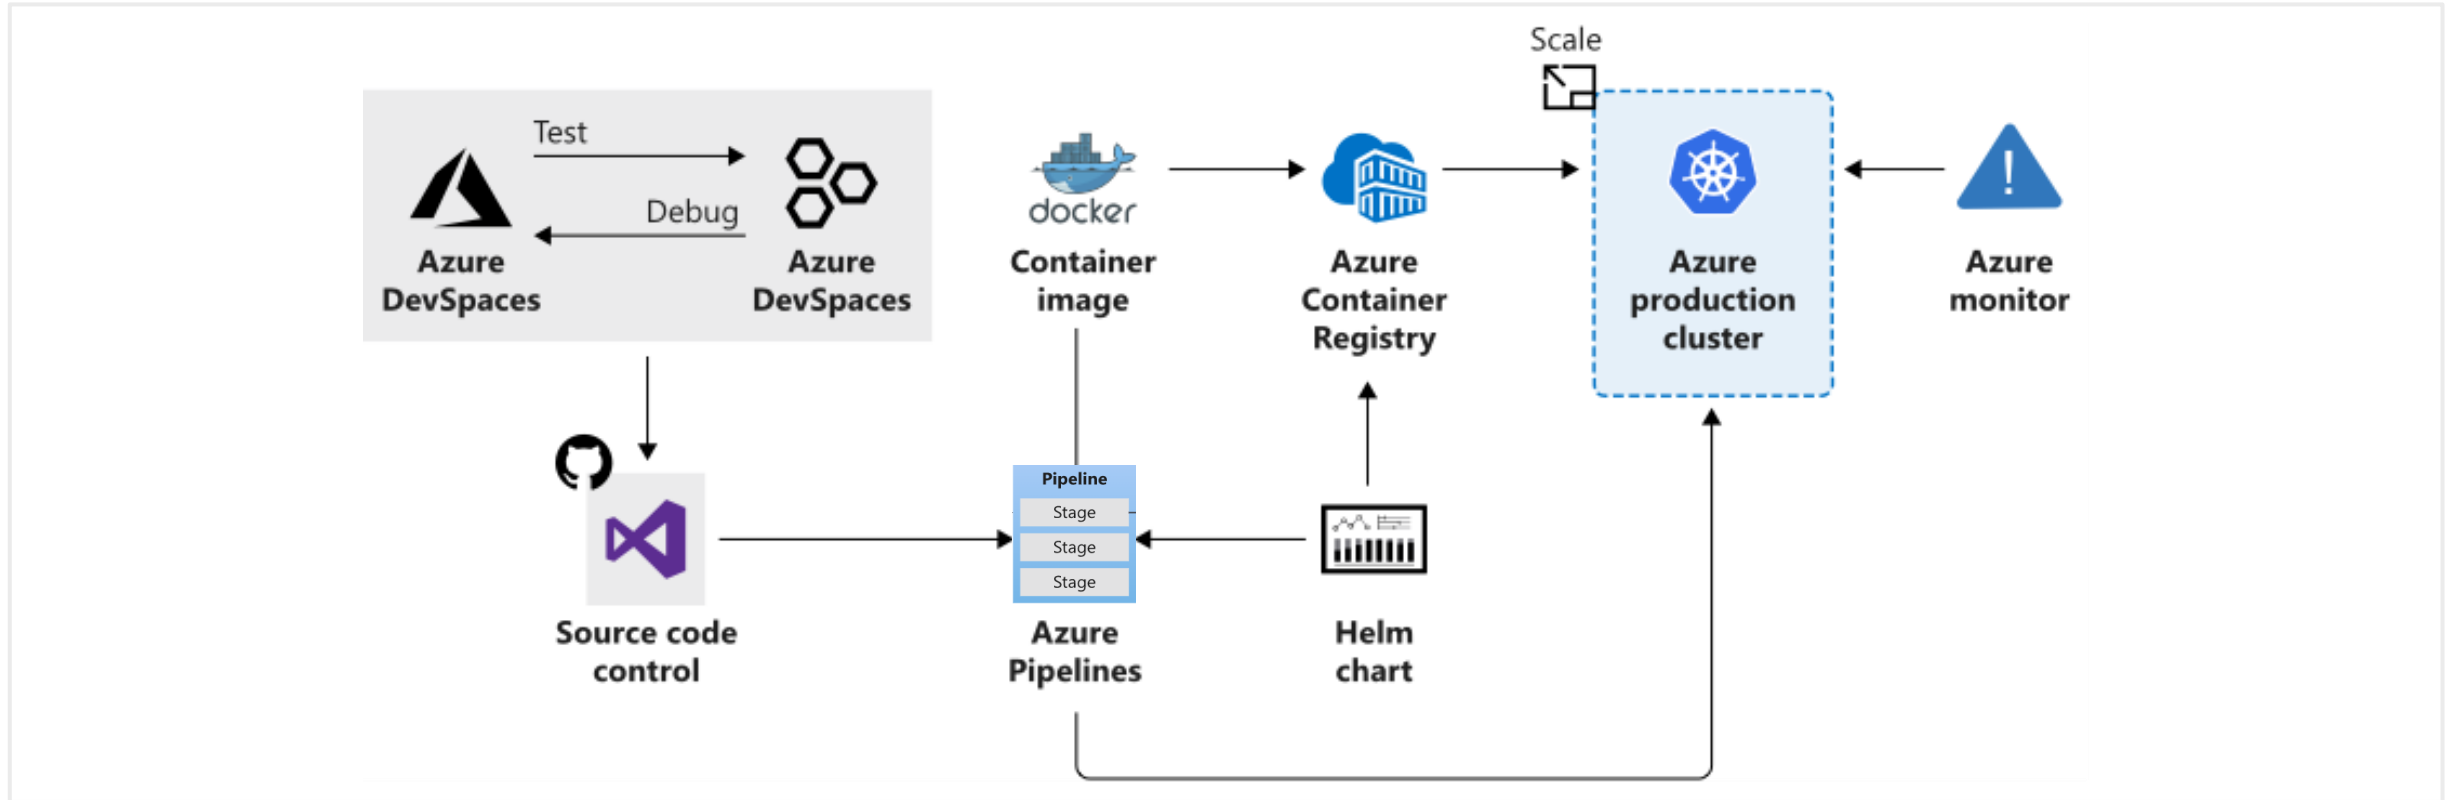 Scale
Test
Debug
Azure
DevSpaces
Azure
DevSpaces
docker
Container
image
Azure
Container
Registry
Azure
production
cluster
!
Azure
monitor
Pipeline
Stage
Stage
Stage
Source code
control
Azure
Pipelines
Helm
chart